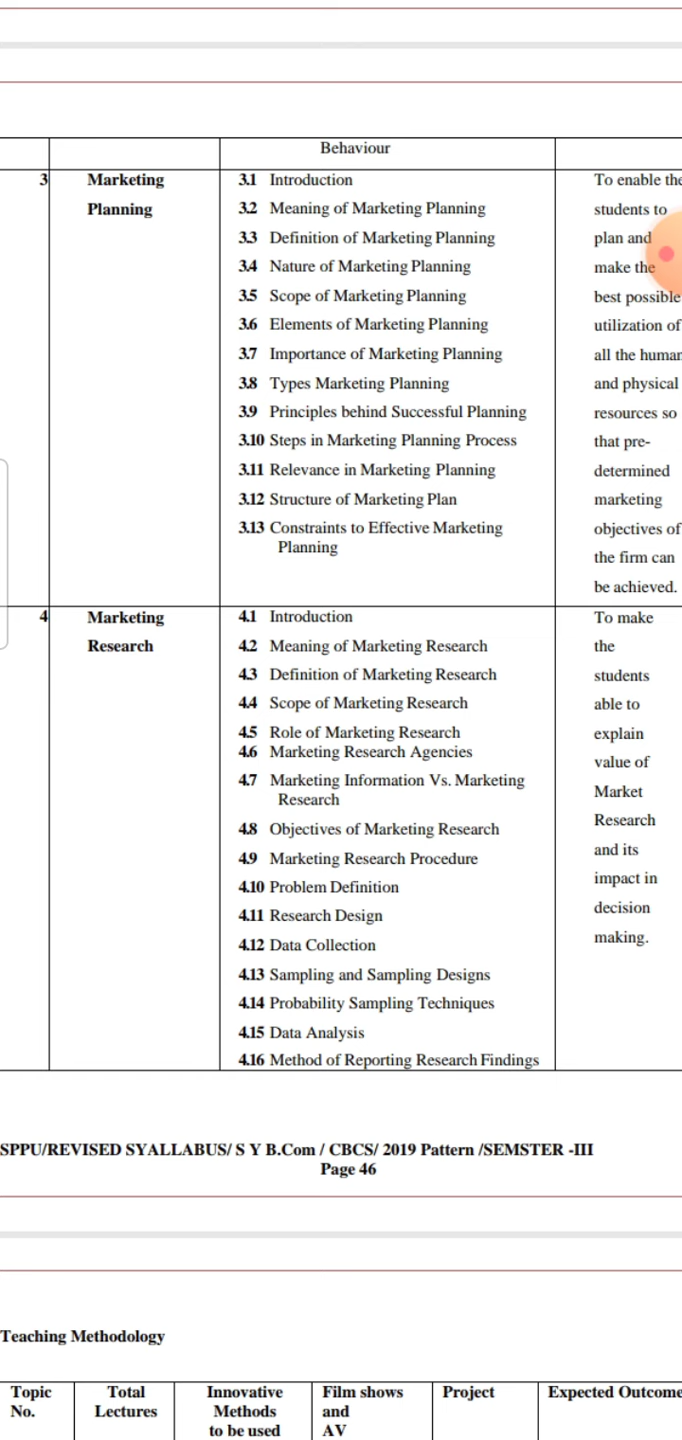 Behaviour
3 Marketing Planning
3.1 Introduction
3.2 Meaning of Marketing Planning
3.3 Definition of Marketing Planning
3.4 Nature of Marketing Planning
3.5 Scope of Marketing Planning
3.6 Elements of Marketing Planning
3.7 Importance of Marketing Planning
3.8 Types Marketing Planning
3.9 Principles behind Successful Planning
3.10 Steps in Marketing Planning Process
3.11 Relevance in Marketing Planning
3.12 Structure of Marketing Plan
3.13 Constraints to Effective Marketing
Planning
To enable the
students to
plan and
make the
best possible
utilization of
all the human
and physical
resources so
that pre-
determined
marketing
objectives of
the firm can
be achieved.
4 Marketing Research
4.1 Introduction
4.2 Meaning of Marketing Research
4.3 Definition of Marketing Research
4.4 Scope of Marketing Research
4.5 Role of Marketing Research
4.6 Marketing Research Agencies
4.7 Marketing Information Vs. Marketing
Research
4.8 Objectives of Marketing Research
4.9 Marketing Research Procedure
4.10 Problem Definition
4.11 Research Design
4.12 Data Collection
4.13 Sampling and Sampling Designs
4.14 Probability Sampling Techniques
4.15 Data Analysis
4.16 Method of Reporting Research Findings
To make
the
students
able to
explain
value of
Market
Research
and its
impact in
decision
making.
SPPU/REVISED SYALLABUS/ S Y B.Com / CBCS/ 2019 Pattern /SEMSTER -III
Page 46
Teaching Methodology
Topic No.
Total Lectures
Innovative Methods to be used
Film shows and AV
Project
Expected Outcome